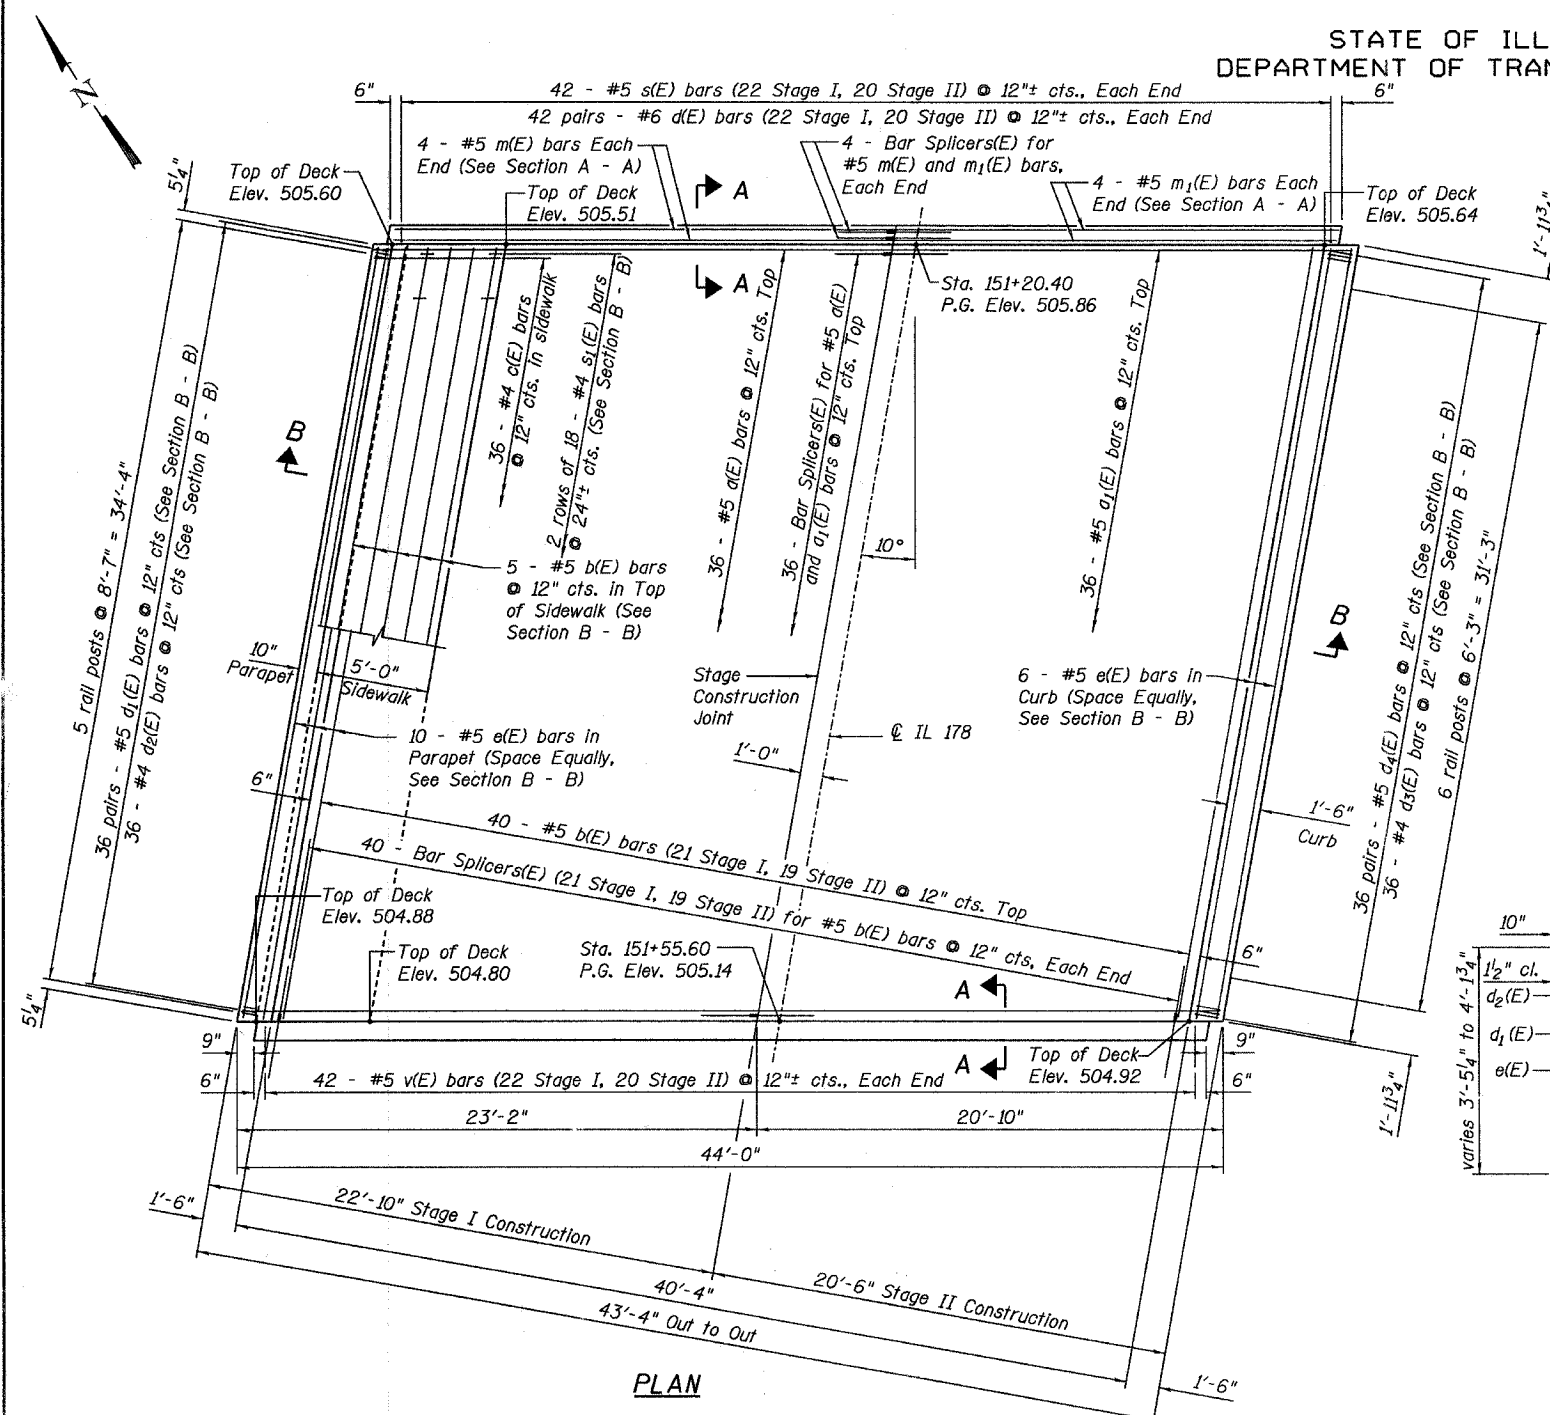 STATE OF ILL
DEPARTMENT OF TRAN
N
6"
42 - #5 s(E) bars (22 Stage I, 20 Stage II) @ 12"± cts., Each End
6"
42 pairs - #6 d(E) bars (22 Stage I, 20 Stage II) @ 12"± cts., Each End
4 - #5 m(E) bars Each
End (See Section A - A)
4 - Bar Splicers(E) for
#5 m(E) and m1(E) bars,
Each End
4 - #5 m1(E) bars Each
End (See Section A - A)
Top of Deck
Elev. 505.60
Top of Deck
Elev. 505.51
Top of Deck
Elev. 505.64
5¼"
1'-11¾"
A
A
Sta. 151+20.40
P.G. Elev. 505.86
36 - #4 c(E) bars
@ 12" cts. in sidewalk
2 rows of 18 - #4 s1(E) bars
@ 24"± cts. (See Section B - B)
36 - #5 a(E) bars @ 12" cts. Top
36 - Bar Splicers(E) for #5 a(E)
and a1(E) bars @ 12" cts. Top
36 - #5 a1(E) bars @ 12" cts. Top
10°
B
B
5 rail posts @ 8'-7" = 34'-4"
36 pairs - #5 d1(E) bars @ 12" cts (See Section B - B)
36 - #4 d2(E) bars @ 12" cts (See Section B - B)
5 - #5 b(E) bars
@ 12" cts. in Top
of Sidewalk (See
Section B - B)
10"
Parapet
5'-0"
Sidewalk
Stage
Construction
Joint
6 - #5 e(E) bars in
Curb (Space Equally,
See Section B - B)
36 pairs - #5 d4(E) bars @ 12" cts (See Section B - B)
36 - #4 d3(E) bars @ 12" cts (See Section B - B)
6 rail posts @ 6'-3" = 31'-3"
10 - #5 e(E) bars in
Parapet (Space Equally,
See Section B - B)
℄ IL 178
1'-0"
6"
1'-6"
Curb
40 - #5 b(E) bars (21 Stage I, 19 Stage II) @ 12" cts. Top
40 - Bar Splicers(E) (21 Stage I, 19 Stage II) for #5 b(E) bars @ 12" cts, Each End
Top of Deck
Elev. 504.88
Top of Deck
Elev. 504.80
Sta. 151+55.60
P.G. Elev. 505.14
6"
A
A
Top of Deck
Elev. 504.92
5¼"
9"
9"
6"
42 - #5 v(E) bars (22 Stage I, 20 Stage II) @ 12"± cts., Each End
6"
1'-11¾"
23'-2"
20'-10"
44'-0"
1'-6"
22'-10" Stage I Construction
20'-6" Stage II Construction
40'-4"
43'-4" Out to Out
1'-6"
10"
varies 3'-5¼" to 4'-1¾"
1½" cl.
d2(E)
d1(E)
e(E)
PLAN